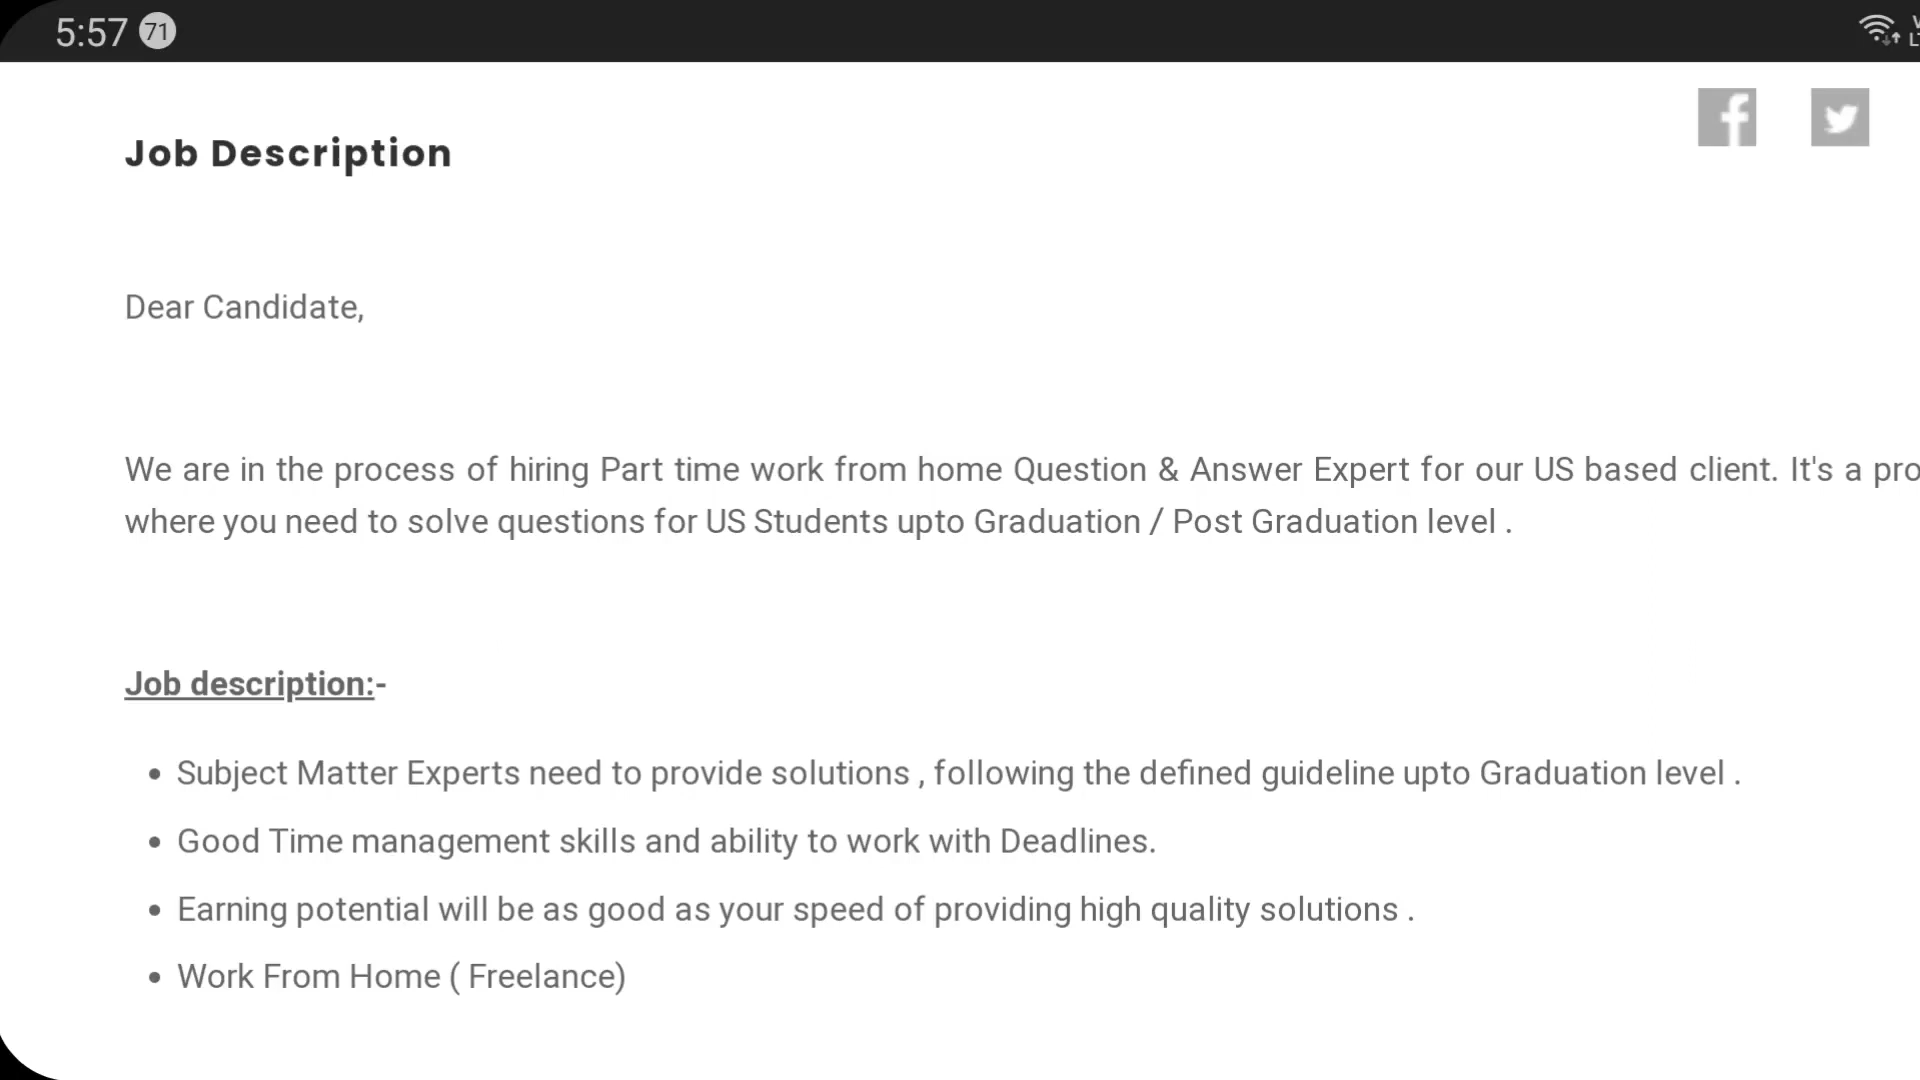 5:57 71
Job Description
Dear Candidate,
We are in the process of hiring Part time work from home Question & Answer Expert for our US based client. It's a
where you need to solve questions for US Students upto Graduation / Post Graduation level .
Job description:-
Subject Matter Experts need to provide solutions , following the defined guideline upto Graduation level .
Good Time management skills and ability to work with Deadlines.
Earning potential will be as good as your speed of providing high quality solutions .
Work From Home ( Freelance)